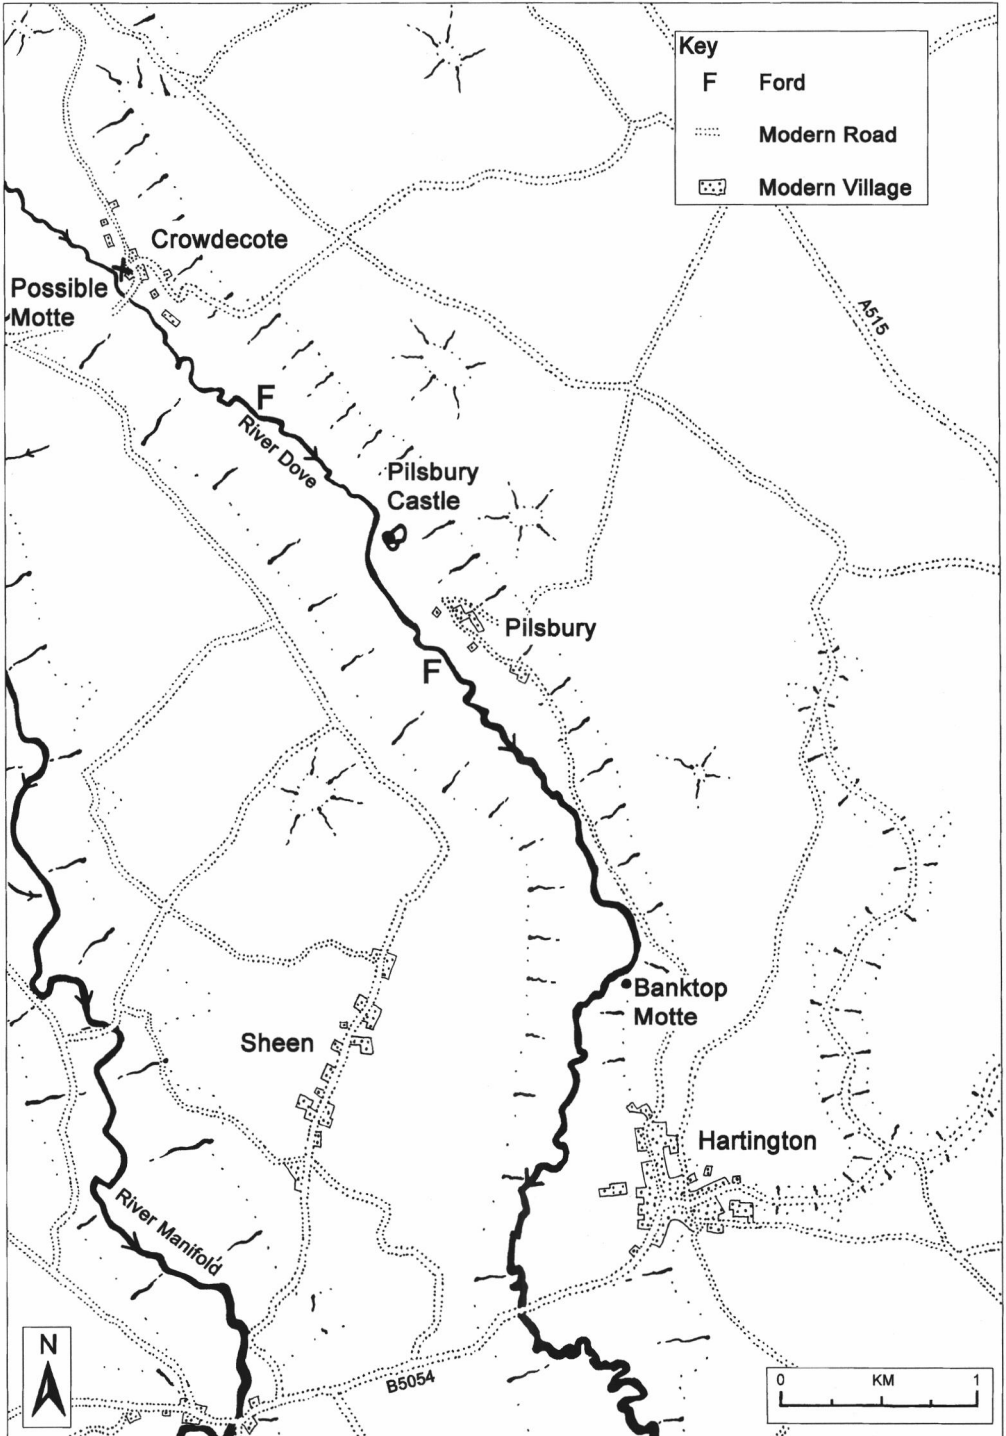 Key
F Ford
Modern Road
Modern Village
Crowdecote
Possible
Motte
A515
F
River Dove
Pilsbury
Castle
Pilsbury
F
Banktop
Motte
Sheen
Hartington
River Manifold
N
B5054
0 KM 1